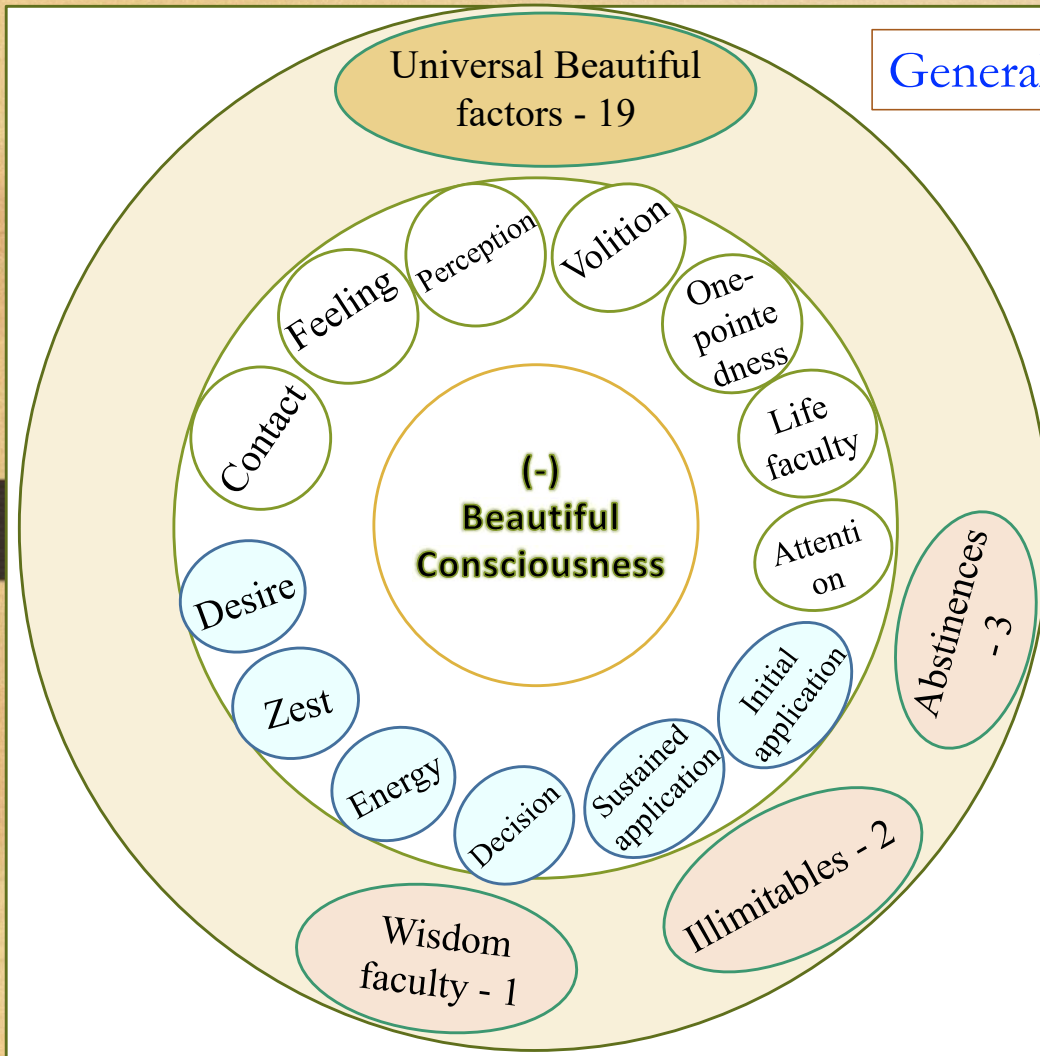 Universal Beautiful
factors - 19
General
Perception
Volition
Feeling
One-
pointe
dness
Contact
Life
faculty
(-)
Beautiful
Consciousness
Attenti
on
Desire
Abstinences
- 3
Zest
Initial
application
Energy
Decision
Sustained
application
Illimitables - 2
Wisdom
faculty - 1